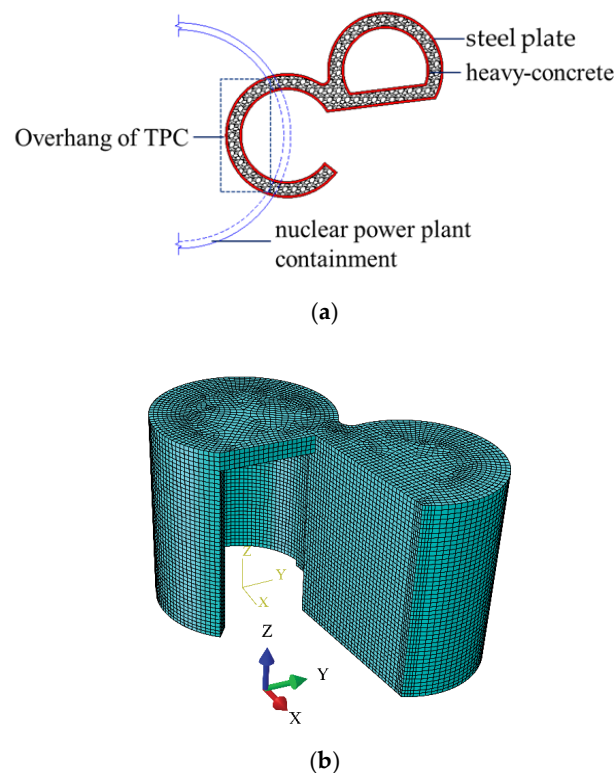 steel plate
heavy-concrete
Overhang of TPC
nuclear power plant
containment
(a)
Z
Y
X
Z
Y
X
(b)